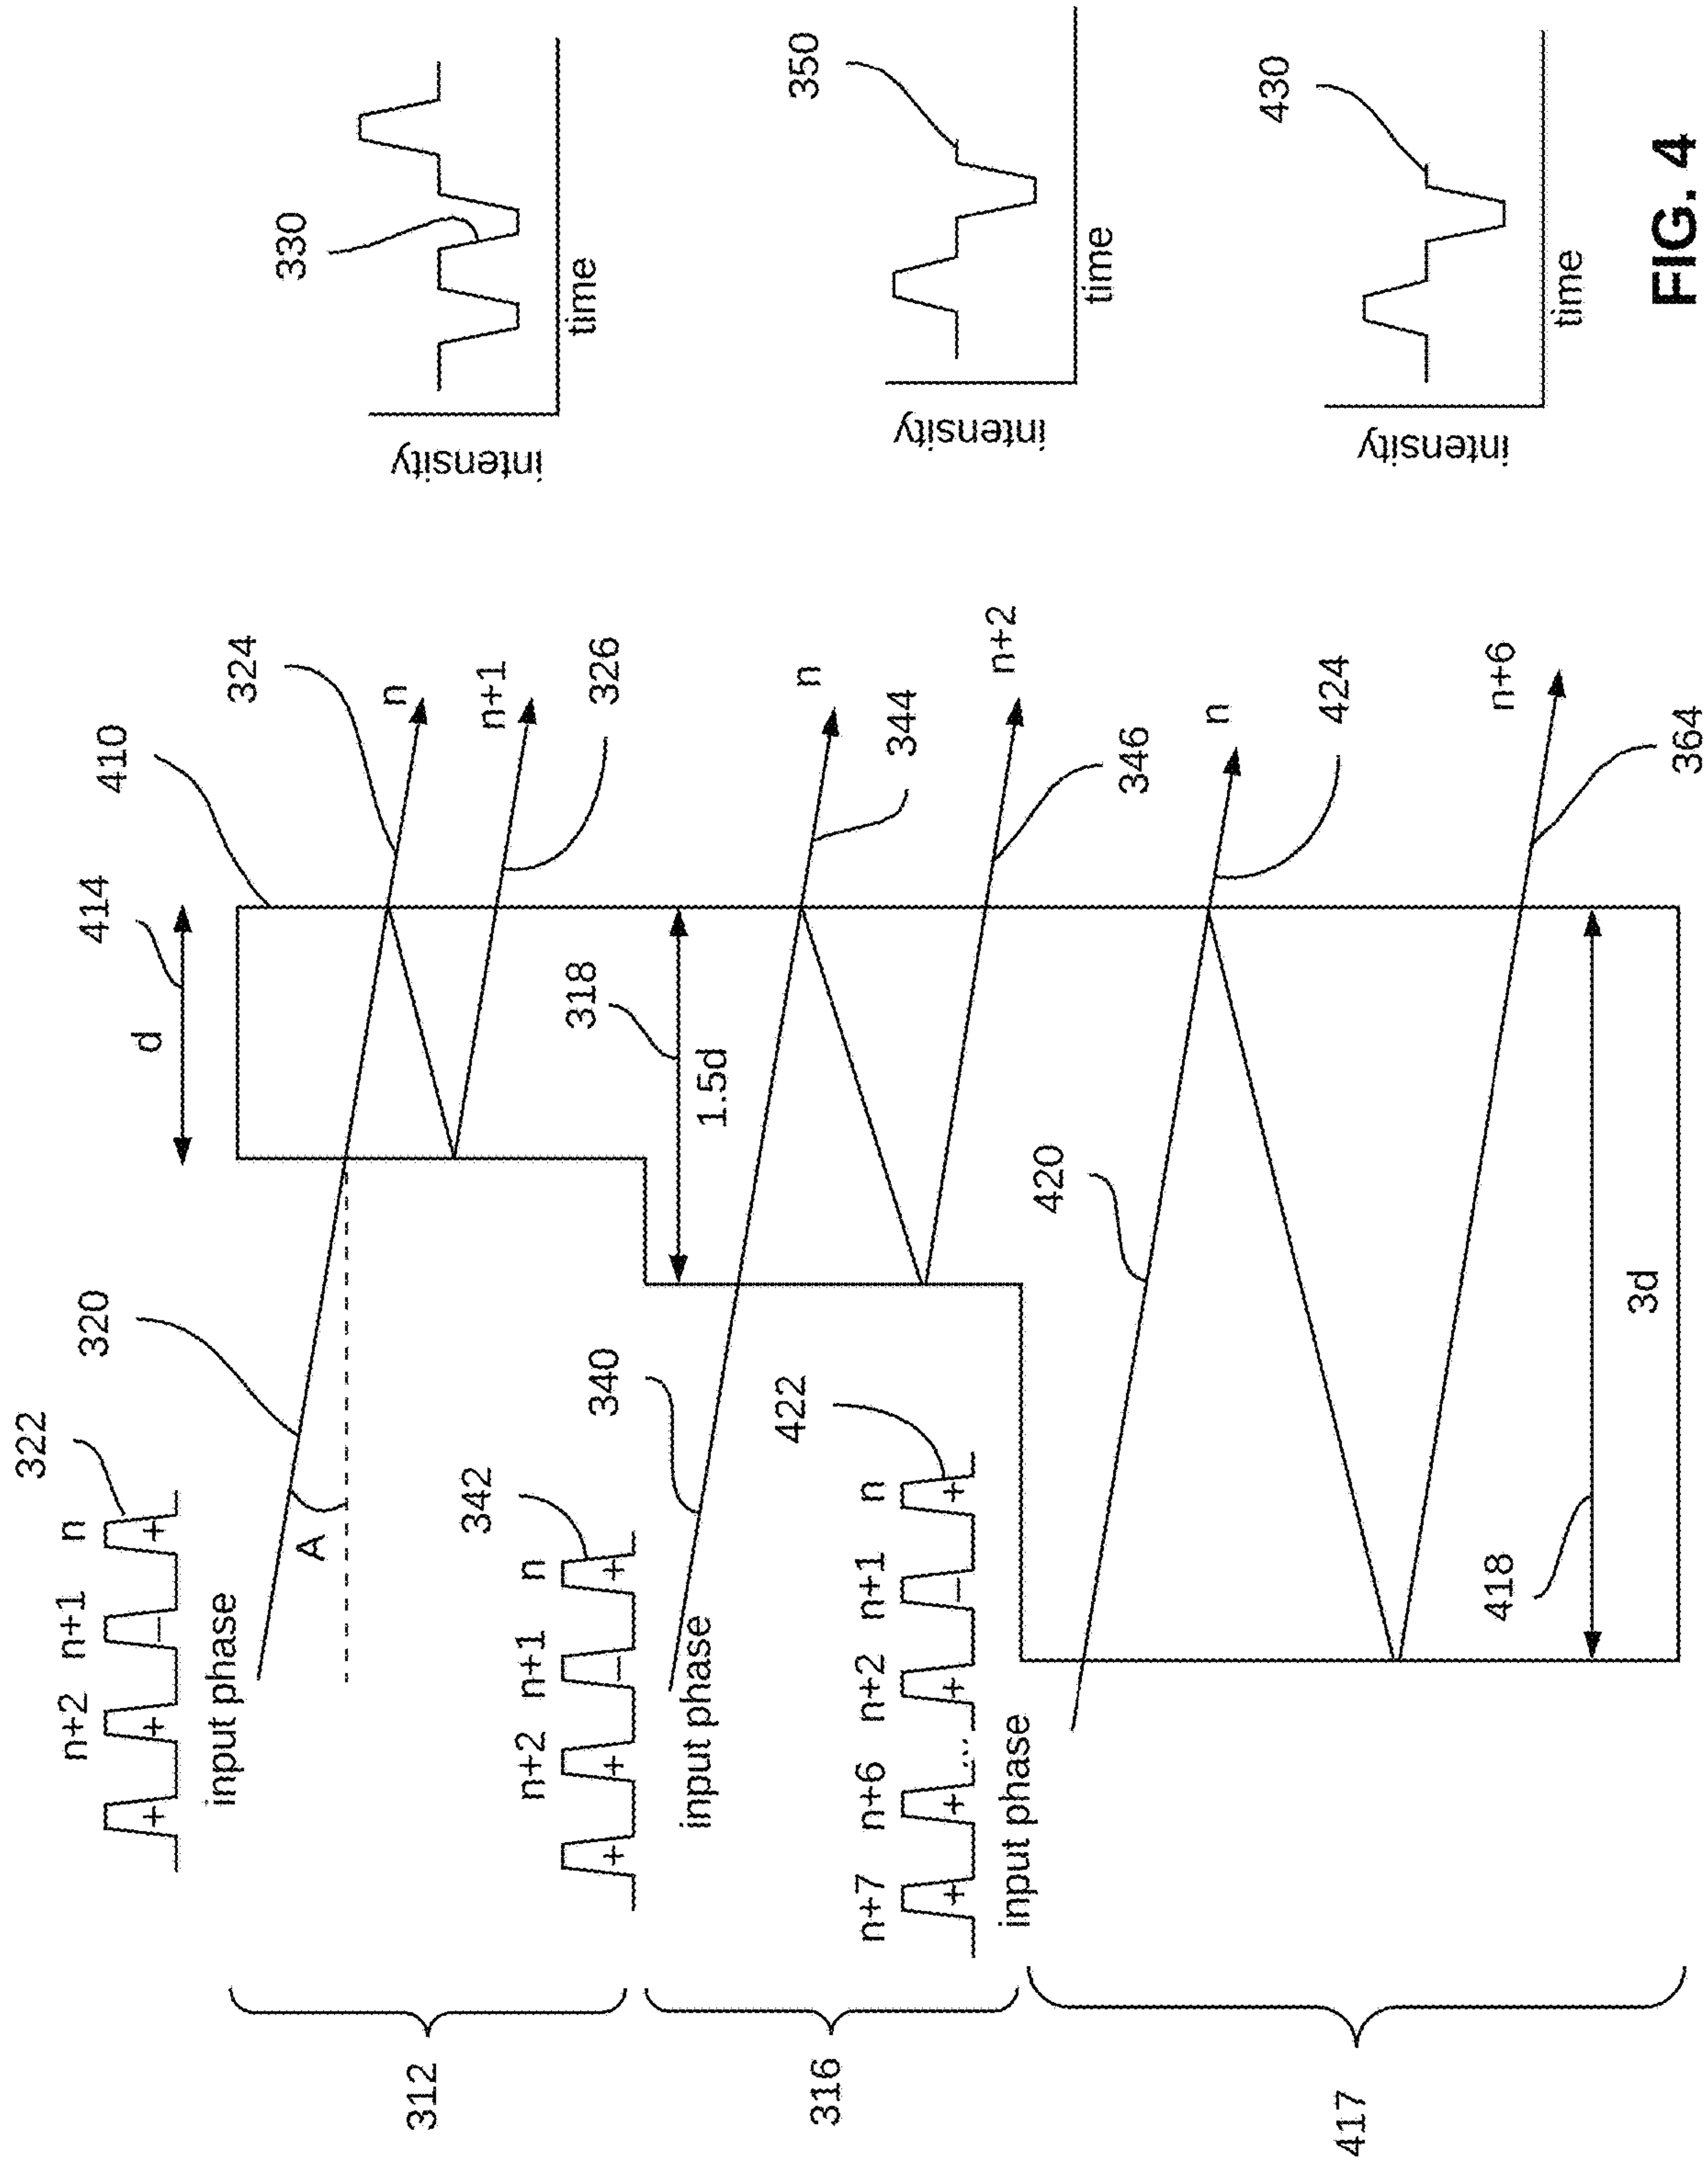 322
n+2 n+1 n
+ + – +
input phase
320
A
414
d
410
324
n
n+1
326
330
intensity
time
312
342
n+2 n+1 n
+ + – +
input phase
340
318
1.5d
n
344
n+2
346
350
intensity
time
316
422
n+7 n+6 n+2 n+1 n
+ + ... + – +
input phase
420
n
424
n+6
364
418
3d
430
intensity
time
417
FIG. 4